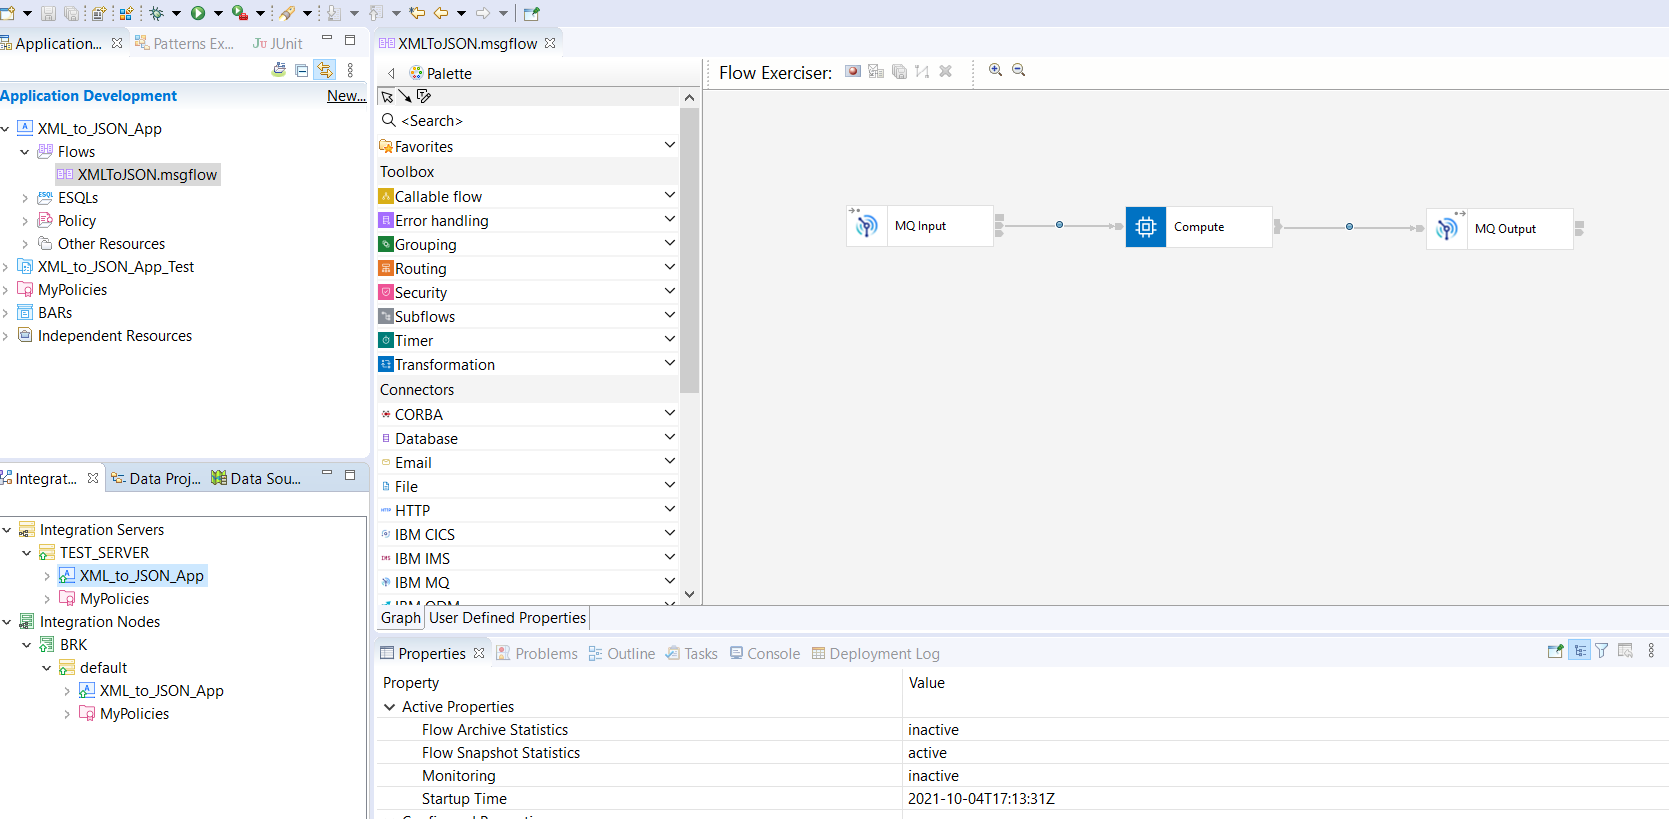 Application...
Patterns Ex...
JUnit
Application Development
New...
XML_to_JSON_App
Flows
XMLToJSON.msgflow
ESQLs
Policy
Other Resources
XML_to_JSON_App_Test
MyPolicies
BARs
Independent Resources
Integrat...
Data Proj...
Data Sou...
Integration Servers
TEST_SERVER
XML_to_JSON_App
MyPolicies
Integration Nodes
BRK
default
XML_to_JSON_App
MyPolicies
XMLToJSON.msgflow
Palette
<Search>
Favorites
Toolbox
Callable flow
Error handling
Grouping
Routing
Security
Subflows
Timer
Transformation
Connectors
CORBA
Database
Email
File
HTTP
IBM CICS
IBM IMS
IBM MQ
IBM ODM
Graph
User Defined Properties
Flow Exerciser:
MQ Input
Compute
MQ Output
Properties
Problems
Outline
Tasks
Console
Deployment Log
Property Value
Active Properties
Flow Archive Statistics inactive
Flow Snapshot Statistics active
Monitoring inactive
Startup Time 2021-10-04T17:13:31Z